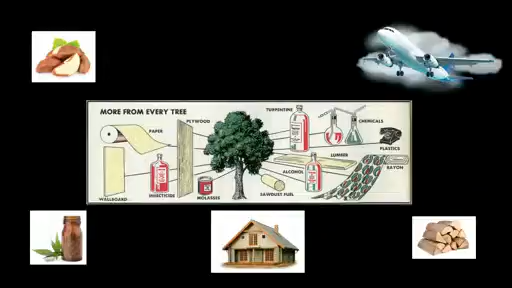 MORE FROM EVERY TREE
TURPENTINE
PLYWOOD
CHEMICALS
PAPER
PLASTICS
LUMBER
RAYON
ALCOHOL
INSECTICIDE
SAWDUST FUEL
WALLBOARD
MOLASSES